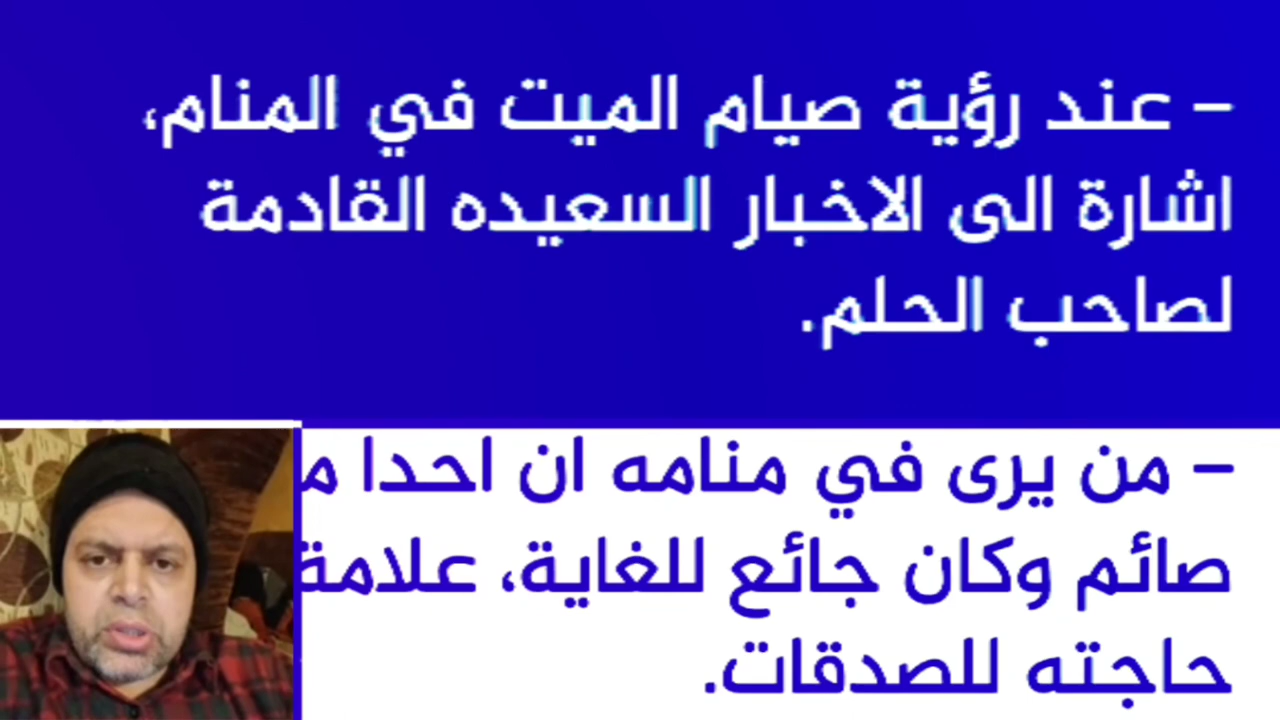 – عند رؤية صيام الميت في المنام،
اشارة الى الاخبار السعيده القادمة
لصاحب الحلم.
– من يرى في منامه ان احدا
صائم وكان جائع للغاية، علامة
حاجته للصدقات.